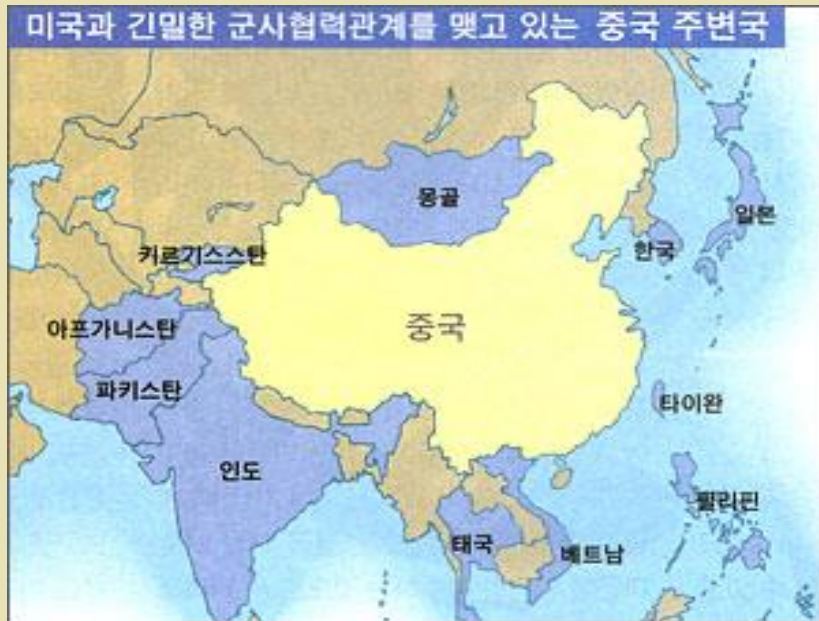 미국과 긴밀한 군사협력관계를 맺고 있는 중국 주변국
몽골
일본
한국
키르기스스탄
중국
아프가니스탄
파키스탄
타이완
인도
필리핀
태국
베트남